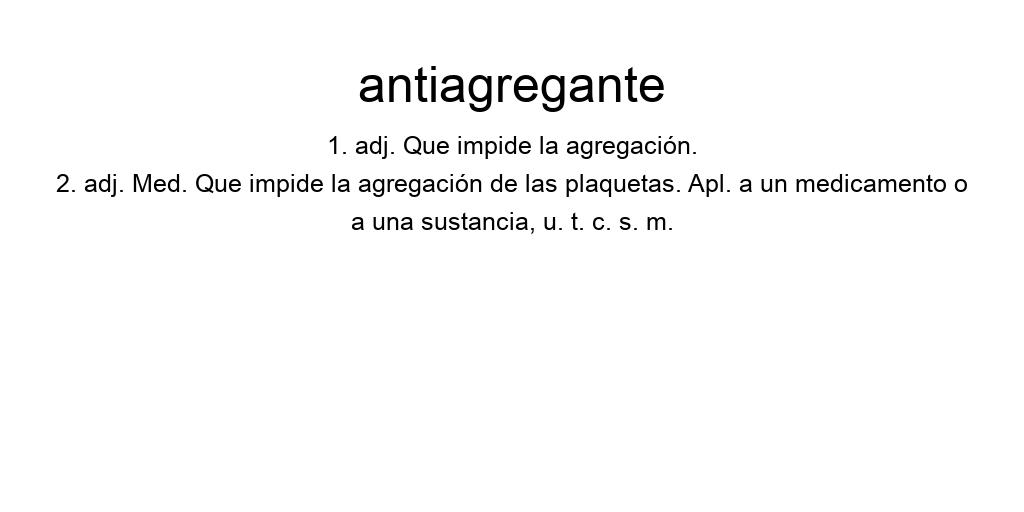 antiagregante
1. adj. Que impide la agregación.
2. adj. Med. Que impide la agregación de las plaquetas. Apl. a un medicamento o
a una sustancia, u. t. c. s. m.